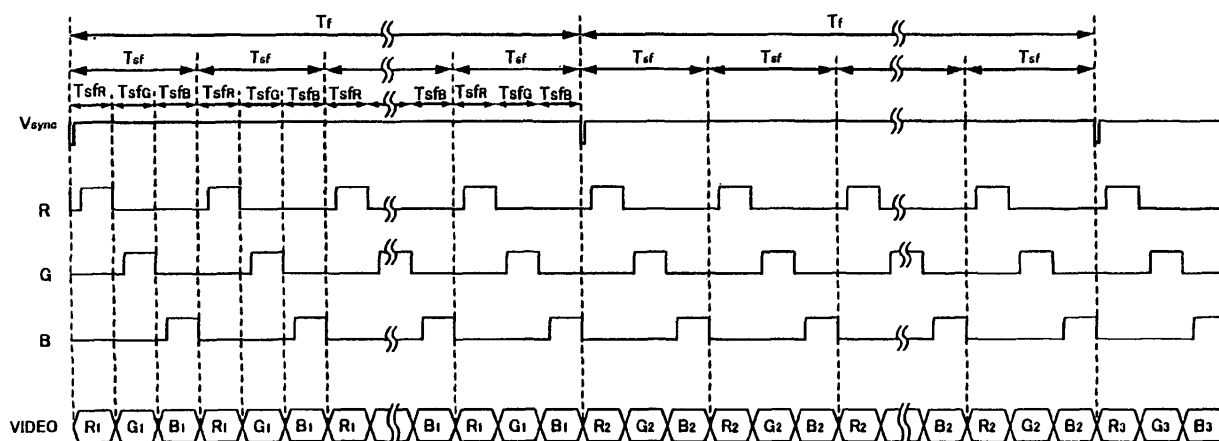 Tf Tf
Tsf Tsf Tsf Tsf Tsf Tsf
TsfR TsfG TsfB TsfR TsfG TsfB TsfR TsfB TsfR TsfG TsfB
Vsync
R
G
B
VIDEO R1 G1 B1 R1 G1 B1 R1 B1 R1 G1 B1 R2 G2 B2 R2 G2 B2 R2 B2 R2 G2 B2 R3 G3 B3